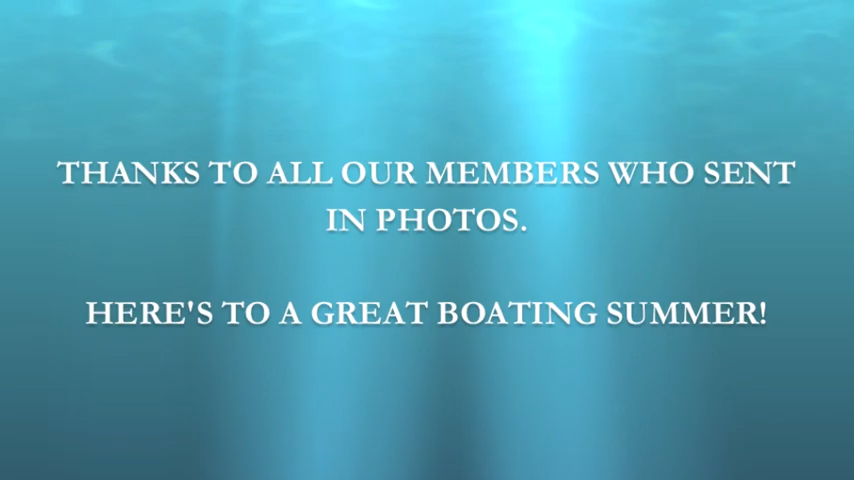 THANKS TO ALL OUR MEMBERS WHO SENT
IN PHOTOS.
HERE'S TO A GREAT BOATING SUMMER!